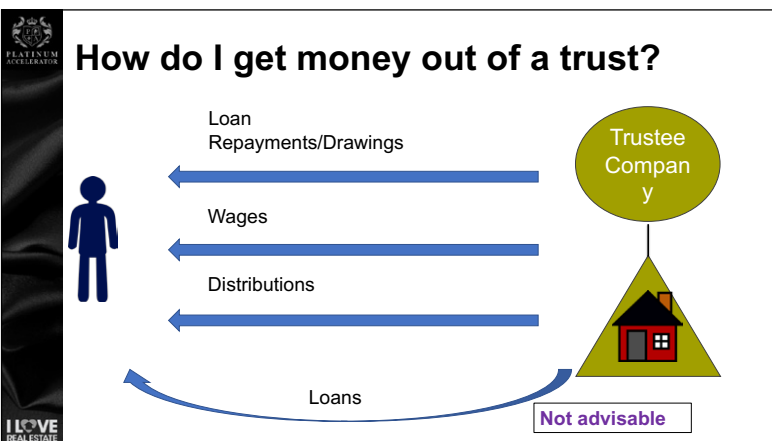 PLATINUM
ACCELERATOR
How do I get money out of a trust?
Loan
Repayments/Drawings
Trustee
Compan
y
Wages
Distributions
Loans
Not advisable
I LOVE
REAL ESTATE